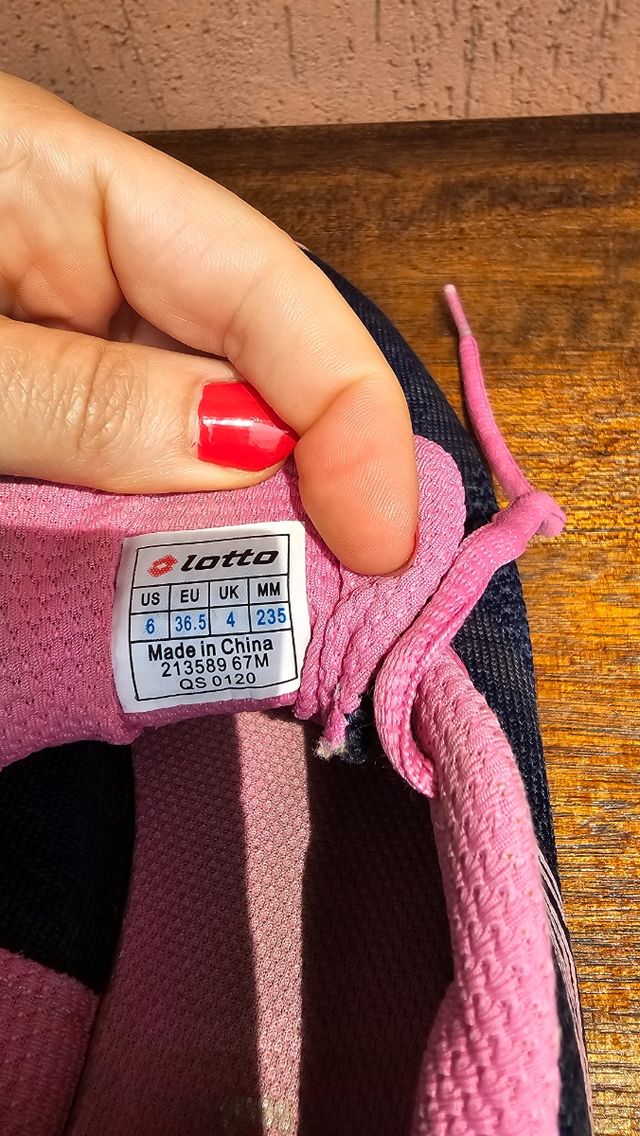 lotto
US EU UK MM
6 36.5 4 235
Made in China
213589 67M
QS 0120